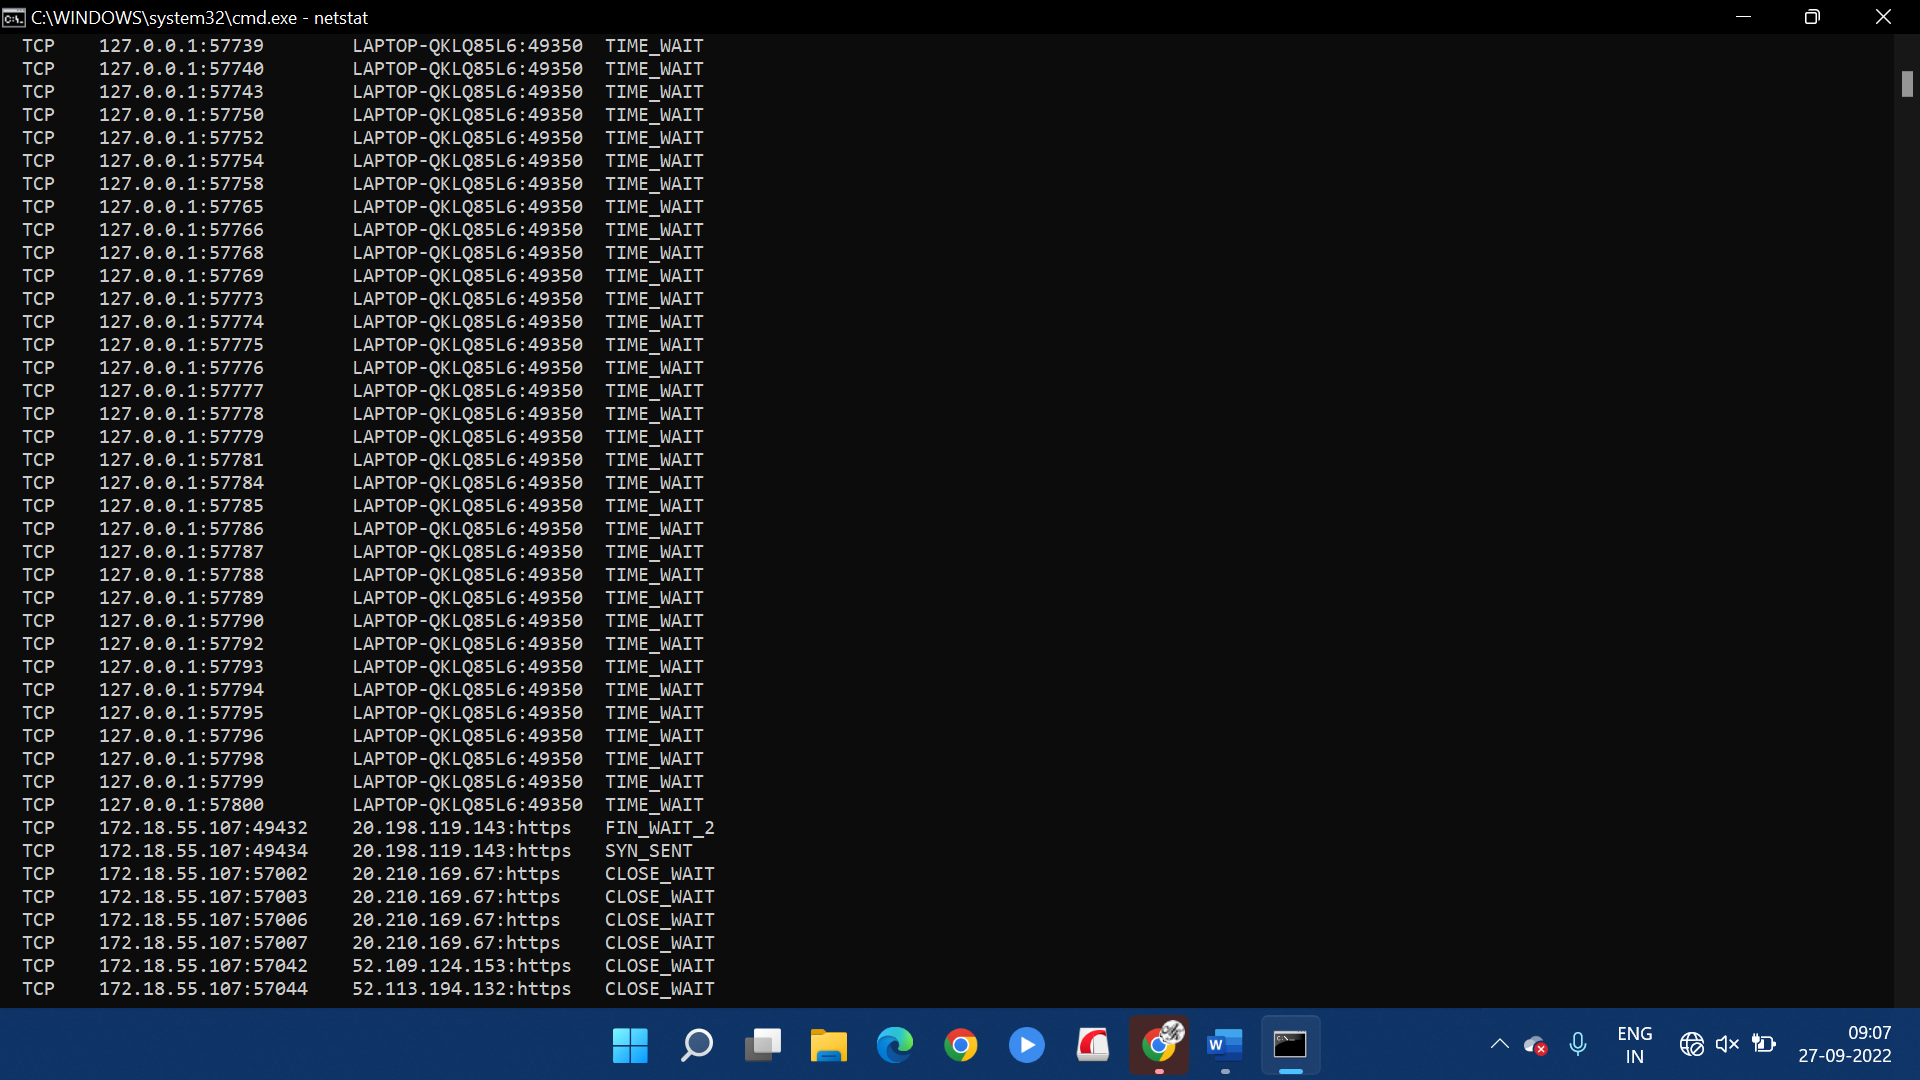 C:\WINDOWS\system32\cmd.exe - netstat
TCP 127.0.0.1:57739 LAPTOP-QKLQ85L6:49350 TIME_WAIT
TCP 127.0.0.1:57740 LAPTOP-QKLQ85L6:49350 TIME_WAIT
TCP 127.0.0.1:57743 LAPTOP-QKLQ85L6:49350 TIME_WAIT
TCP 127.0.0.1:57750 LAPTOP-QKLQ85L6:49350 TIME_WAIT
TCP 127.0.0.1:57752 LAPTOP-QKLQ85L6:49350 TIME_WAIT
TCP 127.0.0.1:57754 LAPTOP-QKLQ85L6:49350 TIME_WAIT
TCP 127.0.0.1:57758 LAPTOP-QKLQ85L6:49350 TIME_WAIT
TCP 127.0.0.1:57765 LAPTOP-QKLQ85L6:49350 TIME_WAIT
TCP 127.0.0.1:57766 LAPTOP-QKLQ85L6:49350 TIME_WAIT
TCP 127.0.0.1:57768 LAPTOP-QKLQ85L6:49350 TIME_WAIT
TCP 127.0.0.1:57769 LAPTOP-QKLQ85L6:49350 TIME_WAIT
TCP 127.0.0.1:57773 LAPTOP-QKLQ85L6:49350 TIME_WAIT
TCP 127.0.0.1:57774 LAPTOP-QKLQ85L6:49350 TIME_WAIT
TCP 127.0.0.1:57775 LAPTOP-QKLQ85L6:49350 TIME_WAIT
TCP 127.0.0.1:57776 LAPTOP-QKLQ85L6:49350 TIME_WAIT
TCP 127.0.0.1:57777 LAPTOP-QKLQ85L6:49350 TIME_WAIT
TCP 127.0.0.1:57778 LAPTOP-QKLQ85L6:49350 TIME_WAIT
TCP 127.0.0.1:57779 LAPTOP-QKLQ85L6:49350 TIME_WAIT
TCP 127.0.0.1:57781 LAPTOP-QKLQ85L6:49350 TIME_WAIT
TCP 127.0.0.1:57784 LAPTOP-QKLQ85L6:49350 TIME_WAIT
TCP 127.0.0.1:57785 LAPTOP-QKLQ85L6:49350 TIME_WAIT
TCP 127.0.0.1:57786 LAPTOP-QKLQ85L6:49350 TIME_WAIT
TCP 127.0.0.1:57787 LAPTOP-QKLQ85L6:49350 TIME_WAIT
TCP 127.0.0.1:57788 LAPTOP-QKLQ85L6:49350 TIME_WAIT
TCP 127.0.0.1:57789 LAPTOP-QKLQ85L6:49350 TIME_WAIT
TCP 127.0.0.1:57790 LAPTOP-QKLQ85L6:49350 TIME_WAIT
TCP 127.0.0.1:57792 LAPTOP-QKLQ85L6:49350 TIME_WAIT
TCP 127.0.0.1:57793 LAPTOP-QKLQ85L6:49350 TIME_WAIT
TCP 127.0.0.1:57794 LAPTOP-QKLQ85L6:49350 TIME_WAIT
TCP 127.0.0.1:57795 LAPTOP-QKLQ85L6:49350 TIME_WAIT
TCP 127.0.0.1:57796 LAPTOP-QKLQ85L6:49350 TIME_WAIT
TCP 127.0.0.1:57798 LAPTOP-QKLQ85L6:49350 TIME_WAIT
TCP 127.0.0.1:57799 LAPTOP-QKLQ85L6:49350 TIME_WAIT
TCP 127.0.0.1:57800 LAPTOP-QKLQ85L6:49350 TIME_WAIT
TCP 172.18.55.107:49432 20.198.119.143:https FIN_WAIT_2
TCP 172.18.55.107:49434 20.198.119.143:https SYN_SENT
TCP 172.18.55.107:57002 20.210.169.67:https CLOSE_WAIT
TCP 172.18.55.107:57003 20.210.169.67:https CLOSE_WAIT
TCP 172.18.55.107:57006 20.210.169.67:https CLOSE_WAIT
TCP 172.18.55.107:57007 20.210.169.67:https CLOSE_WAIT
TCP 172.18.55.107:57042 52.109.124.153:https CLOSE_WAIT
TCP 172.18.55.107:57044 52.113.194.132:https CLOSE_WAIT
ENG
IN
09:07
27-09-2022